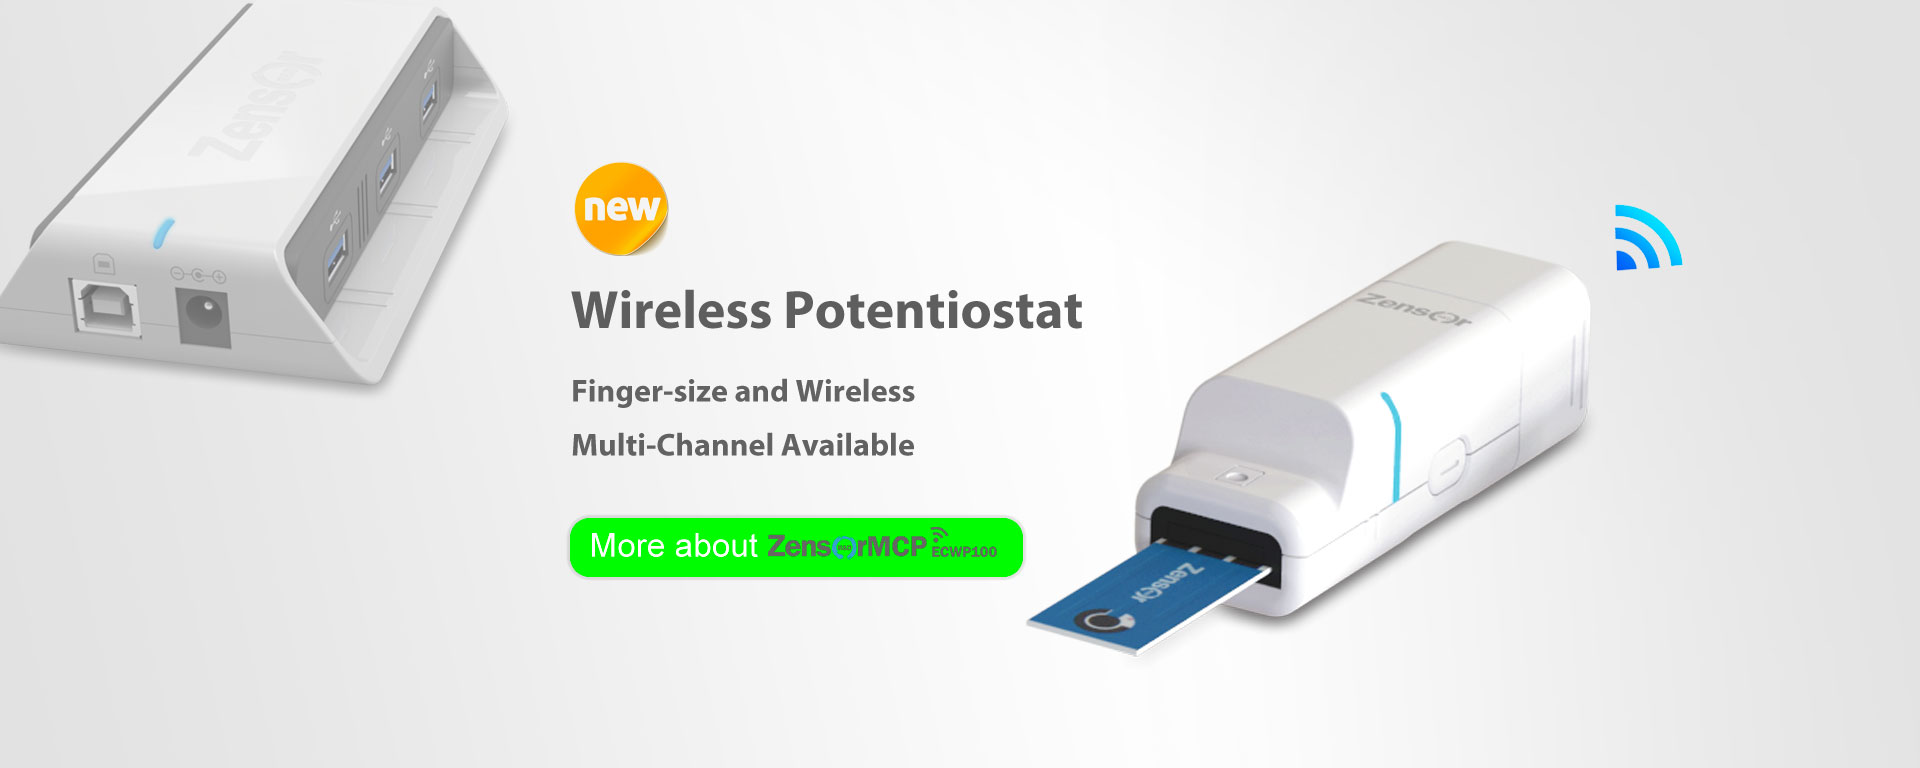 Zensor
new
Wireless Potentiostat
Finger-size and Wireless
Multi-Channel Available
More about ZensorMCP ECWP100
R&D
Zensor
Zensor